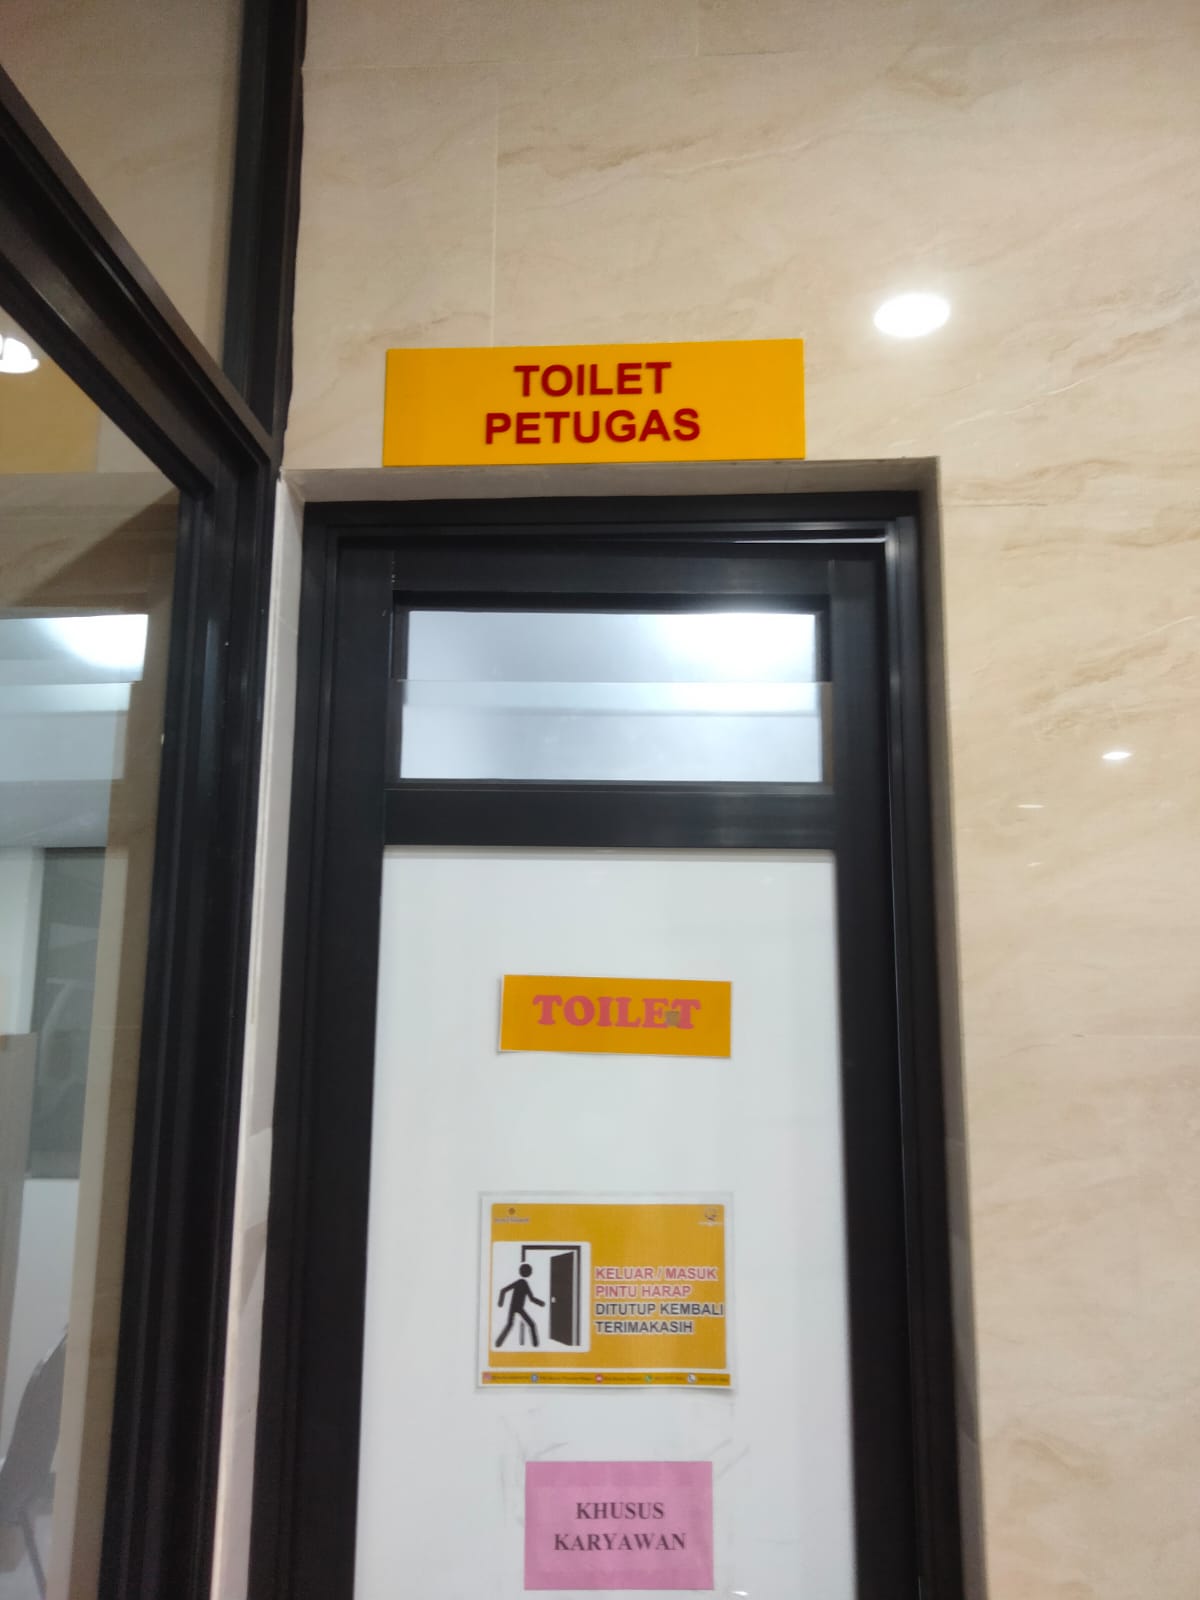 TOILET
PETUGAS
TOILET
KELUAR / MASUK
PINTU HARAP
DITUTUP KEMBALI
TERIMAKASIH
KHUSUS
KARYAWAN